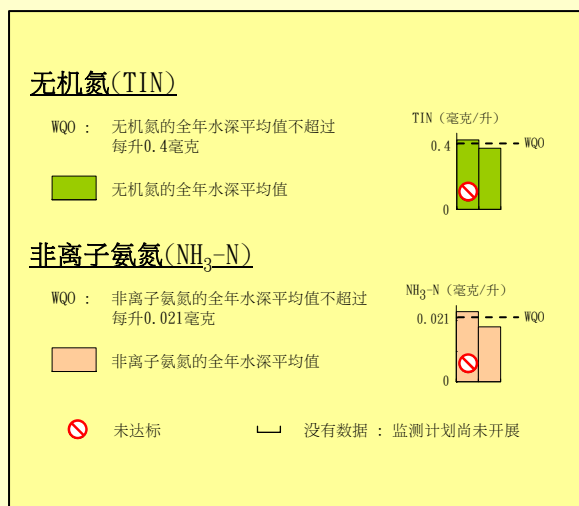 无机氮(TIN)
WQO : 无机氮的全年水深平均值不超过
每升0.4毫克
无机氮的全年水深平均值
TIN (毫克/升)
0.4
WQO
0
非离子氨氮(NH₃-N)
WQO : 非离子氨氮的全年水深平均值不超过
每升0.021毫克
非离子氨氮的全年水深平均值
NH₃-N (毫克/升)
0.021
WQO
0
未达标
没有数据 : 监测计划尚未开展